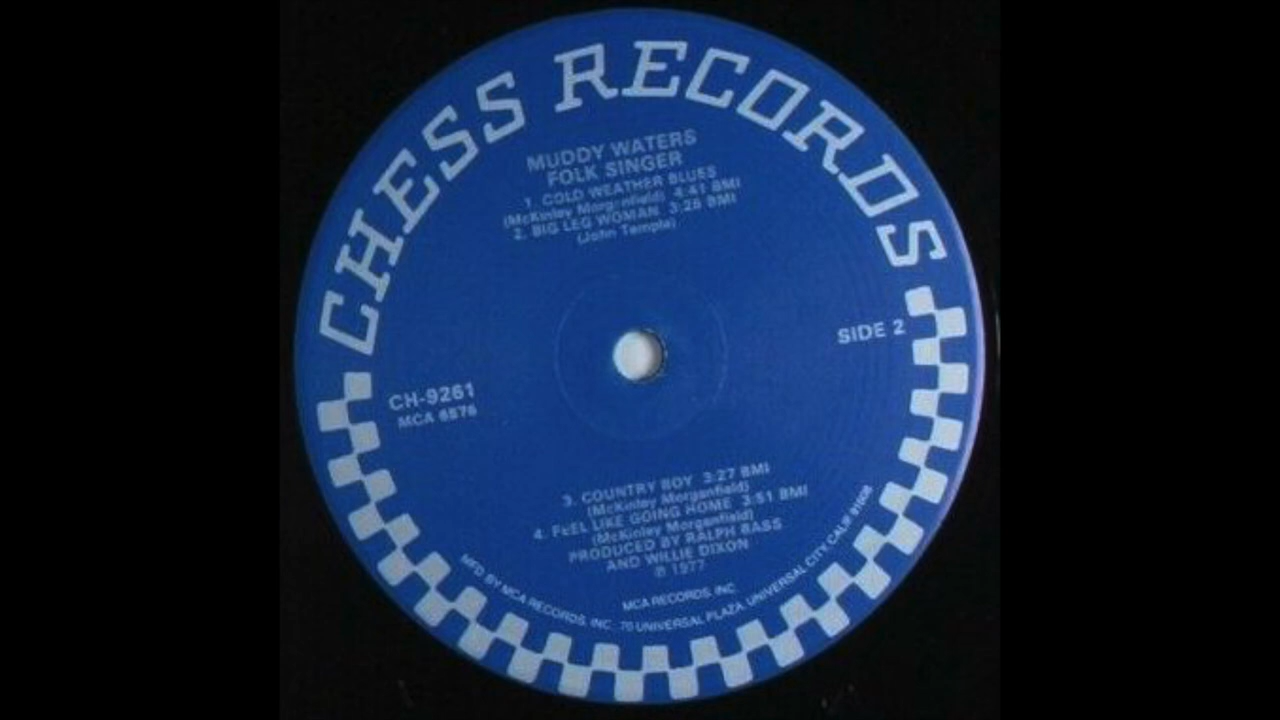 CHESS RECORDS
MUDDY WATERS
FOLK SINGER
1. COLD WEATHER BLUES
(McKinley Morganfield) 4:41 BMI
2. BIG LEG WOMAN 3:25 BMI
(John Temple)
SIDE 2
CH-9261
MCA 6576
3. COUNTRY BOY 3:27 BMI
(McKinley Morganfield)
4. FEEL LIKE GOING HOME 3:51 BMI
(McKinley Morganfield)
PRODUCED BY RALPH BASS
AND WILLIE DIXON
℗ 1977
MCA RECORDS, INC.
MFD BY MCA RECORDS, INC. 70 UNIVERSAL PLAZA, UNIVERSAL CITY, CALIF. 91608